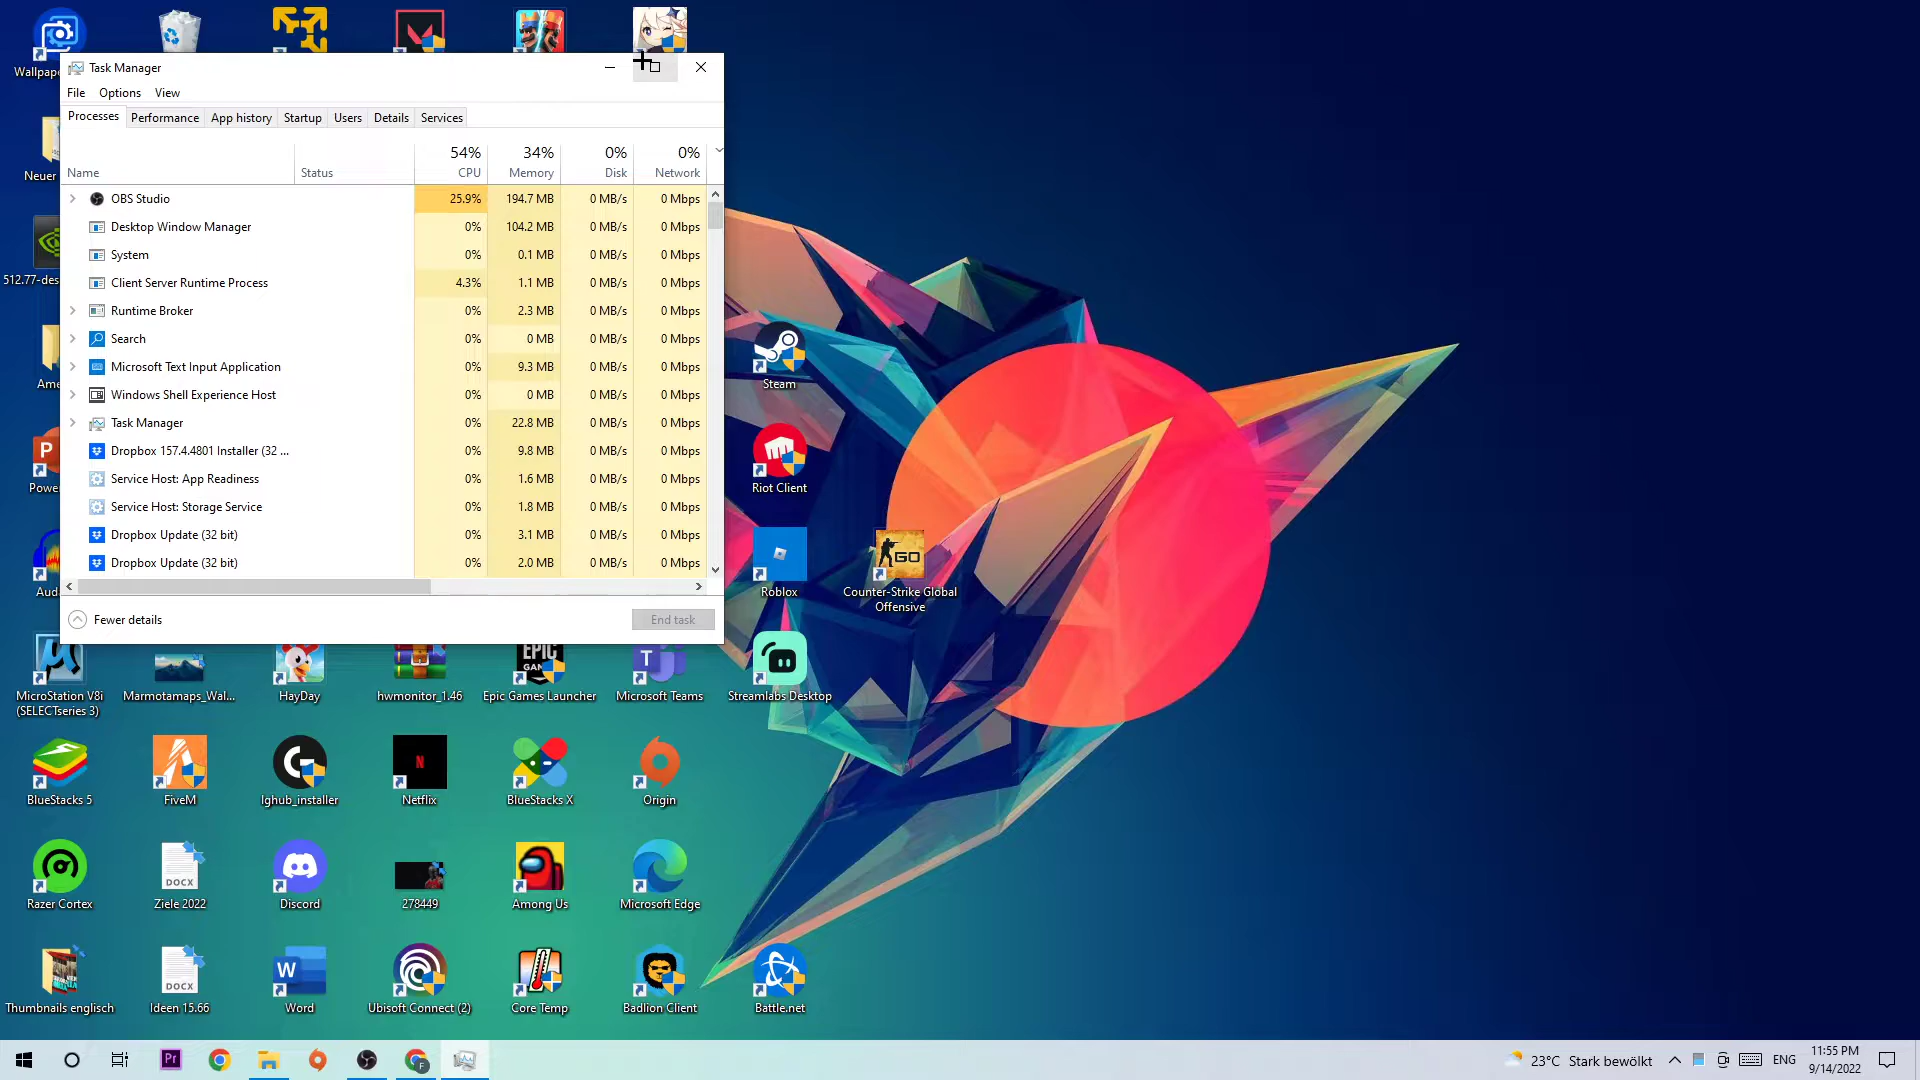 Wallpape
Task Manager
File Options View
Processes Performance App history Startup Users Details Services
54% 34% 0% 0%
Name Status CPU Memory Disk Network
OBS Studio 25.9% 194.7 MB 0 MB/s 0 Mbps
Desktop Window Manager 0% 104.2 MB 0 MB/s 0 Mbps
System 0% 0.1 MB 0 MB/s 0 Mbps
Client Server Runtime Process 4.3% 1.1 MB 0 MB/s 0 Mbps
Runtime Broker 0% 2.3 MB 0 MB/s 0 Mbps
Search 0% 0 MB 0 MB/s 0 Mbps
Microsoft Text Input Application 0% 9.3 MB 0 MB/s 0 Mbps
Windows Shell Experience Host 0% 0 MB 0 MB/s 0 Mbps
Task Manager 0% 22.8 MB 0 MB/s 0 Mbps
Dropbox 157.4.4801 Installer (32 ... 0% 9.8 MB 0 MB/s 0 Mbps
Service Host: App Readiness 0% 1.6 MB 0 MB/s 0 Mbps
Service Host: Storage Service 0% 1.8 MB 0 MB/s 0 Mbps
Dropbox Update (32 bit) 0% 3.1 MB 0 MB/s 0 Mbps
Dropbox Update (32 bit) 0% 2.0 MB 0 MB/s 0 Mbps
Fewer details End task
Neuer
512.77-des
Ame
Powe
Aud
Steam
Riot Client
GO
Roblox Counter-Strike Global
Offensive
EPIC
GAM
T
MicroStation V8i Marmotamaps_Wal... HayDay hwmonitor_1.46 Epic Games Launcher Microsoft Teams Streamlabs Desktop
(SELECTseries 3)
N
BlueStacks 5 FiveM lghub_installer Netflix BlueStacks X Origin
DOCX
Razer Cortex Ziele 2022 Discord 278449 Among Us Microsoft Edge
DOCX W
Thumbnails englisch Ideen 15.66 Word Ubisoft Connect (2) Core Temp Badlion Client Battle.net
Pr F 23°C Stark bewölkt ENG 11:55 PM
9/14/2022